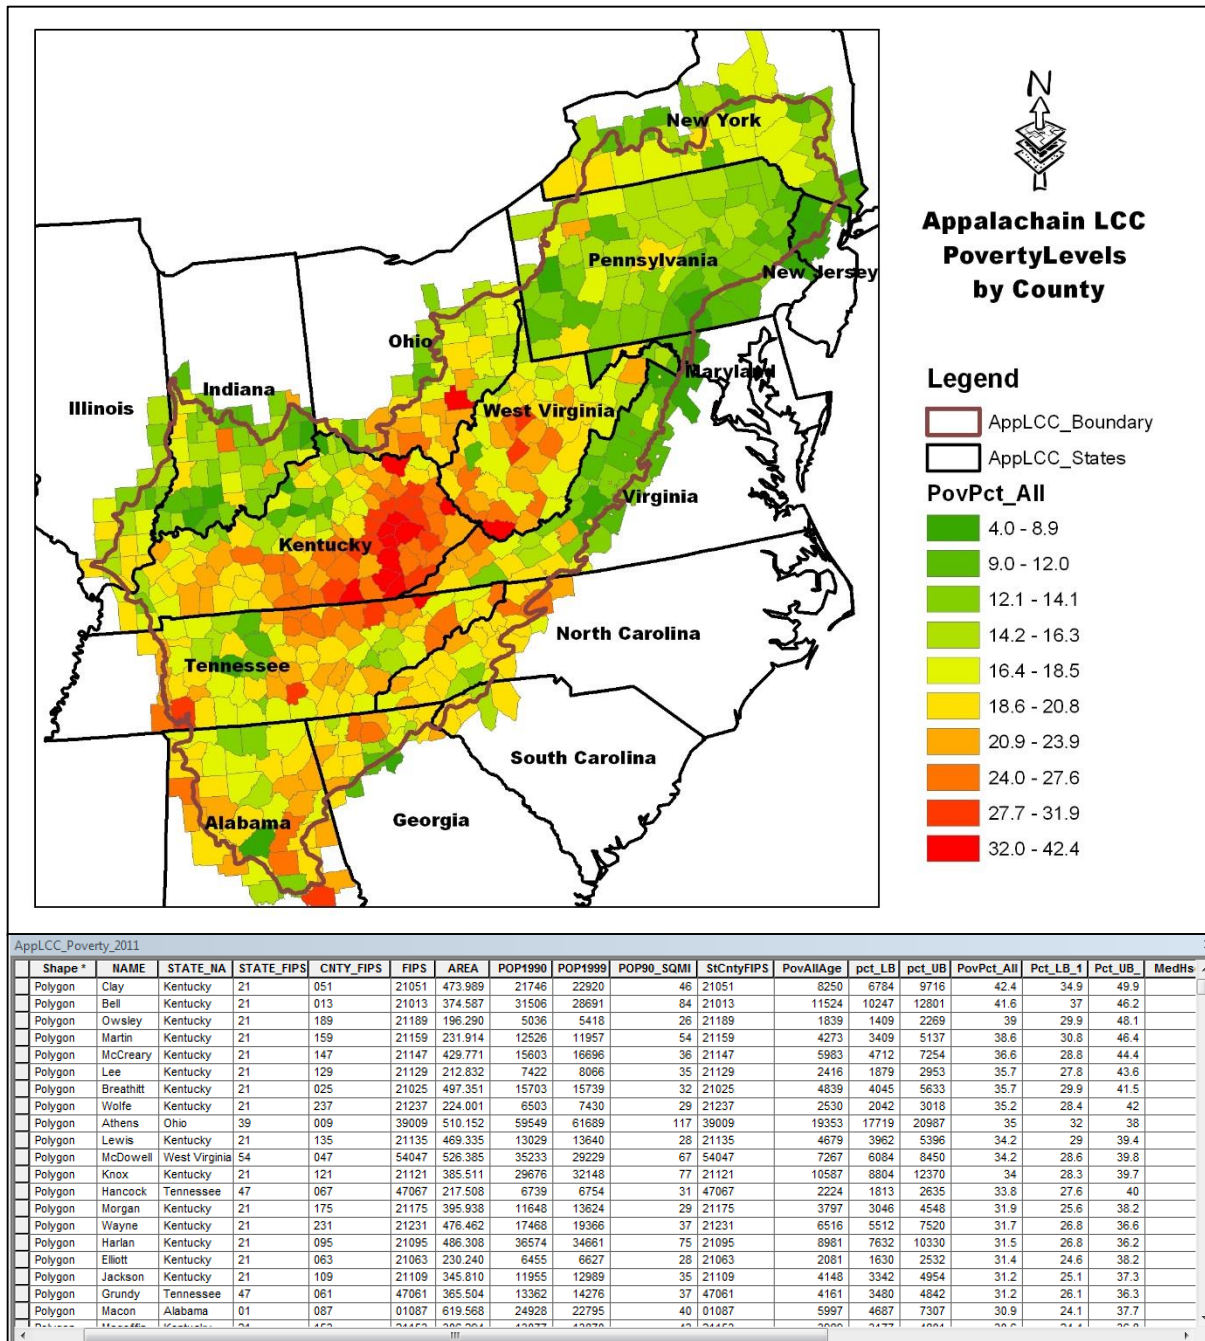 N
Appalachain LCC
PovertyLevels
by County
Legend
AppLCC_Boundary
AppLCC_States
PovPct_All
4.0 - 8.9
9.0 - 12.0
12.1 - 14.1
14.2 - 16.3
16.4 - 18.5
18.6 - 20.8
20.9 - 23.9
24.0 - 27.6
27.7 - 31.9
32.0 - 42.4
New York
Pennsylvania
New Jersey
Ohio
Maryland
Indiana
Illinois
West Virginia
Virginia
Kentucky
North Carolina
Tennessee
South Carolina
Alabama
Georgia
AppLCC_Poverty_2011
Shape * NAME STATE_NA STATE_FIPS CNTY_FIPS FIPS AREA POP1990 POP1999 POP90_SQMI StCntyFIPS PovAllAge pct_LB pct_UB PovPct_All Pct_LB_1 Pct_UB_ MedHs
Polygon Clay Kentucky 21 051 21051 473.989 21746 22920 46 21051 8250 6784 9716 42.4 34.9 49.9
Polygon Bell Kentucky 21 013 21013 374.587 31506 28691 84 21013 11524 10247 12801 41.6 37 46.2
Polygon Owsley Kentucky 21 189 21189 196.290 5036 5418 26 21189 1839 1409 2269 39 29.9 48.1
Polygon Martin Kentucky 21 159 21159 231.914 12526 11957 54 21159 4273 3409 5137 38.6 30.8 46.4
Polygon McCreary Kentucky 21 147 21147 429.771 15603 16696 36 21147 5983 4712 7254 36.6 28.8 44.4
Polygon Lee Kentucky 21 129 21129 212.832 7422 8066 35 21129 2416 1879 2953 35.7 27.8 43.6
Polygon Breathitt Kentucky 21 025 21025 497.351 15703 15739 32 21025 4839 4045 5633 35.7 29.9 41.5
Polygon Wolfe Kentucky 21 237 21237 224.001 6503 7430 29 21237 2530 2042 3018 35.2 28.4 42
Polygon Athens Ohio 39 009 39009 510.152 59549 61689 117 39009 19353 17719 20987 35 32 38
Polygon Lewis Kentucky 21 135 21135 469.335 13029 13640 28 21135 4679 3962 5396 34.2 29 39.4
Polygon McDowell West Virginia 54 047 54047 526.385 35233 29229 67 54047 7267 6084 8450 34.2 28.6 39.8
Polygon Knox Kentucky 21 121 21121 385.511 29676 32148 77 21121 10587 8804 12370 34 28.3 39.7
Polygon Hancock Tennessee 47 067 47067 217.508 6739 6754 31 47067 2224 1813 2635 33.8 27.6 40
Polygon Morgan Kentucky 21 175 21175 395.938 11648 13624 29 21175 3797 3046 4548 31.9 25.6 38.2
Polygon Wayne Kentucky 21 231 21231 476.462 17468 19366 37 21231 6516 5512 7520 31.7 26.8 36.6
Polygon Harlan Kentucky 21 095 21095 486.308 36574 34661 75 21095 8981 7632 10330 31.5 26.8 36.2
Polygon Elliott Kentucky 21 063 21063 230.240 6455 6627 28 21063 2081 1630 2532 31.4 24.6 38.2
Polygon Jackson Kentucky 21 109 21109 345.810 11955 12989 35 21109 4148 3342 4954 31.2 25.1 37.3
Polygon Grundy Tennessee 47 061 47061 365.504 13362 14276 37 47061 4161 3480 4842 31.2 26.1 36.3
Polygon Macon Alabama 01 087 01087 619.568 24928 22795 40 01087 5997 4687 7307 30.9 24.1 37.7